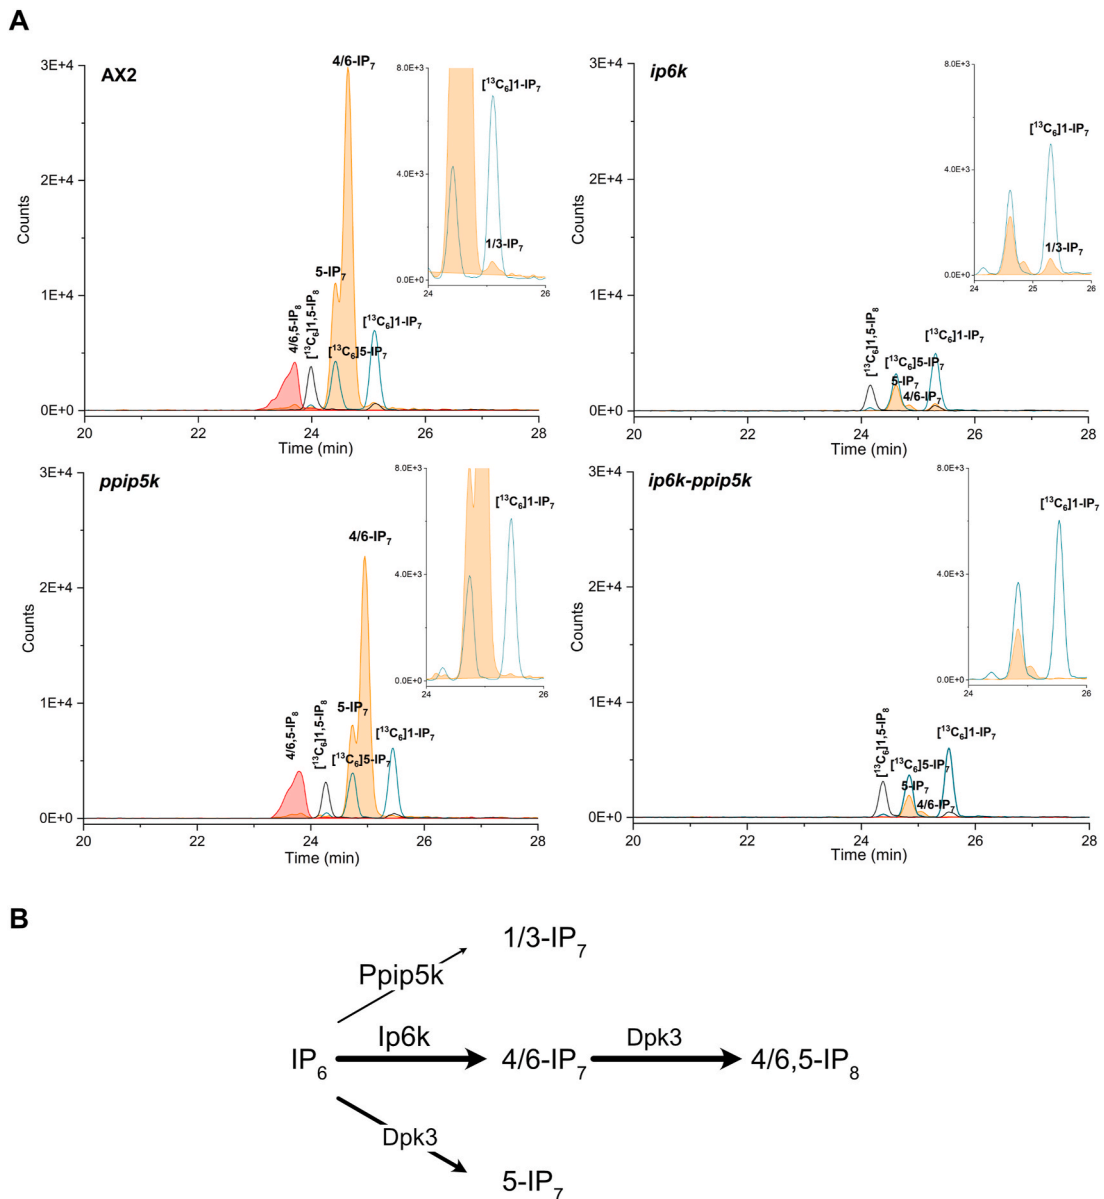 A
AX2
3E+4
2E+4
1E+4
0E+0
Counts
20
22
24
26
28
Time (min)
4/6-IP₇
5-IP₇
4/6,5-IP₈
[¹³C₆]1,5-IP₈
[¹³C₆]5-IP₇
[¹³C₆]1-IP₇
8.0E+3
4.0E+3
0.0E+0
24
26
[¹³C₆]1-IP₇
1/3-IP₇
ip6k
3E+4
2E+4
1E+4
0E+0
Counts
20
22
24
26
28
Time (min)
[¹³C₆]1,5-IP₈
[¹³C₆]5-IP₇
5-IP₇
4/6-IP₇
[¹³C₆]1-IP₇
8.0E+3
4.0E+3
0.0E+0
24
25
26
[¹³C₆]1-IP₇
1/3-IP₇
ppip5k
3E+4
2E+4
1E+4
0E+0
Counts
20
22
24
26
28
Time (min)
4/6-IP₇
5-IP₇
4/6,5-IP₈
[¹³C₆]1,5-IP₈
[¹³C₆]5-IP₇
[¹³C₆]1-IP₇
8.0E+3
4.0E+3
0.0E+0
24
26
[¹³C₆]1-IP₇
ip6k-ppip5k
3E+4
2E+4
1E+4
0E+0
Counts
20
22
24
26
28
Time (min)
[¹³C₆]1,5-IP₈
[¹³C₆]5-IP₇
5-IP₇
4/6-IP₇
[¹³C₆]1-IP₇
8.0E+3
4.0E+3
0.0E+0
24
26
[¹³C₆]1-IP₇
B
1/3-IP₇
Ppip5k
Ip6k
Dpk3
IP₆
4/6-IP₇
4/6,5-IP₈
Dpk3
5-IP₇